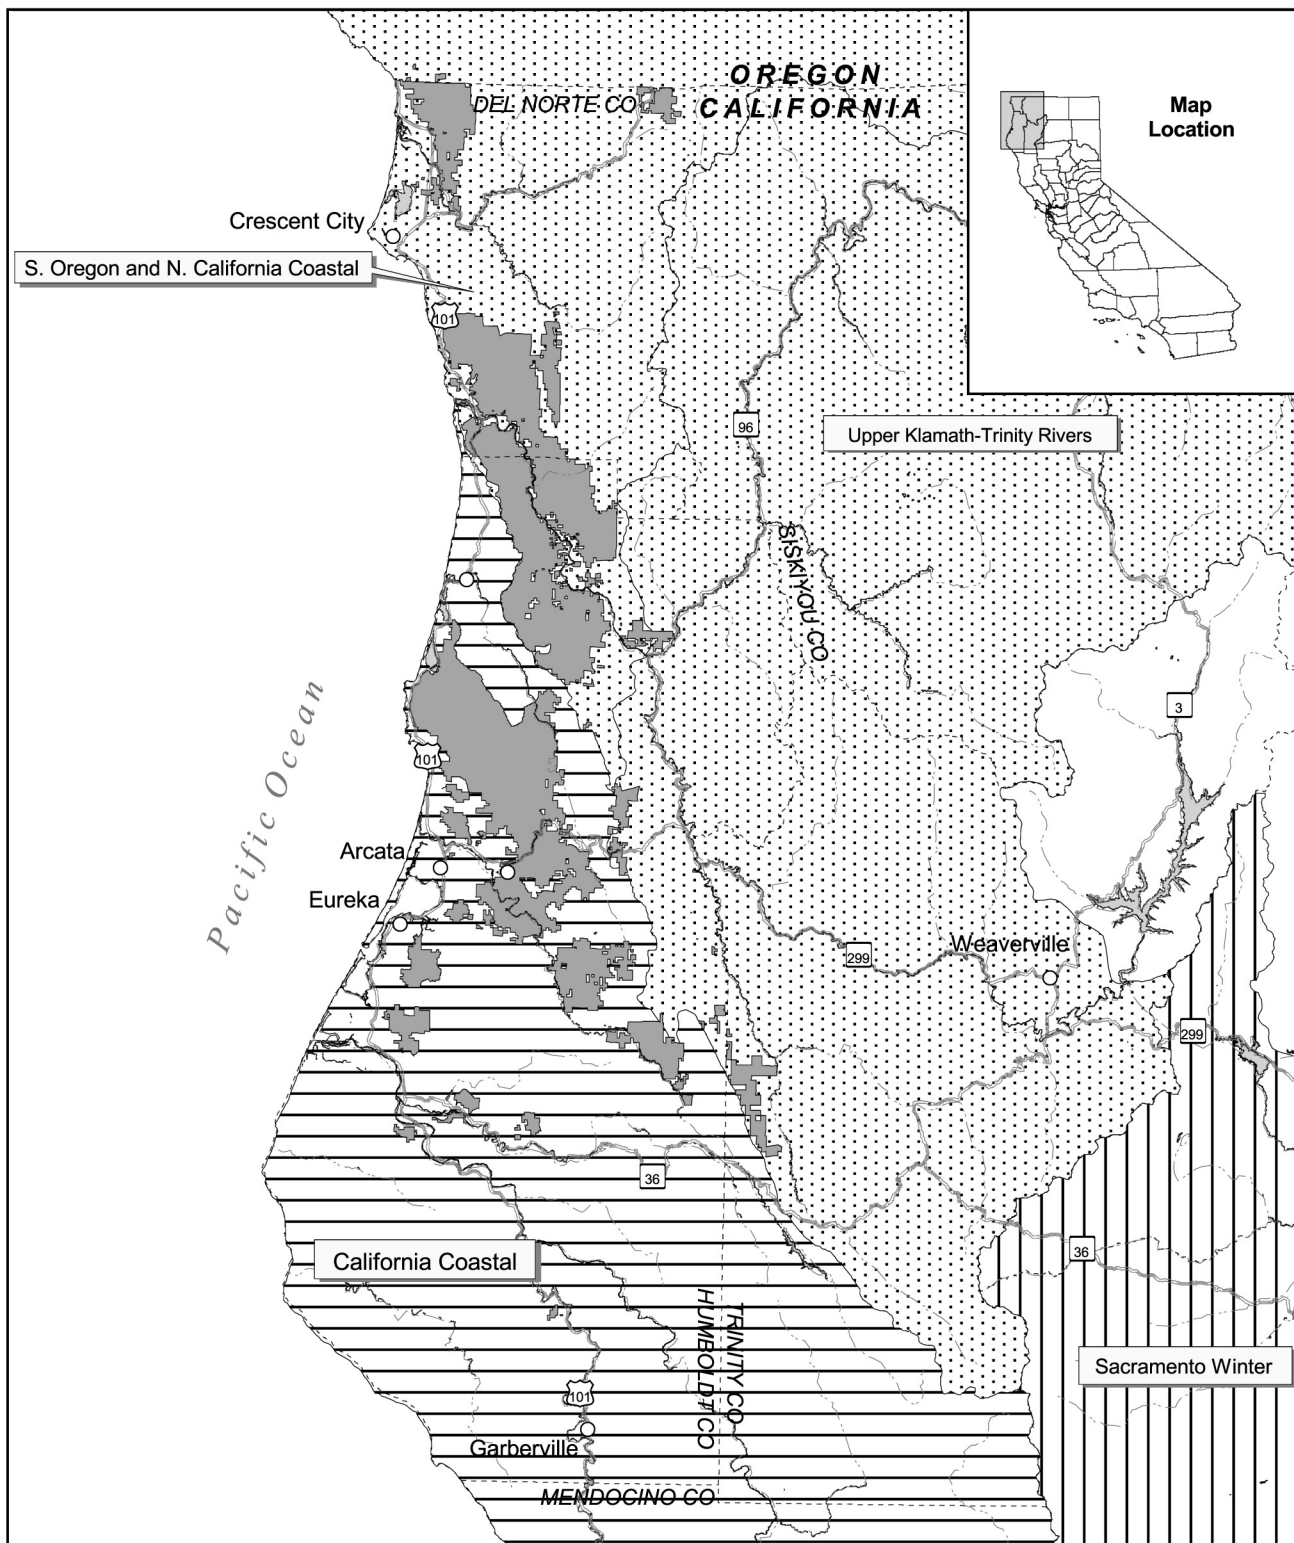 OREGON
CALIFORNIA
DEL NORTE CO
Map
Location
Crescent City
S. Oregon and N. California Coastal
101
96
Upper Klamath-Trinity Rivers
SISKIYOU CO
3
Pacific Ocean
101
Arcata
Eureka
Weaverville
299
299
36
36
California Coastal
TRINITY CO
HUMBOLDT CO
Sacramento Winter
101
Garberville
MENDOCINO CO